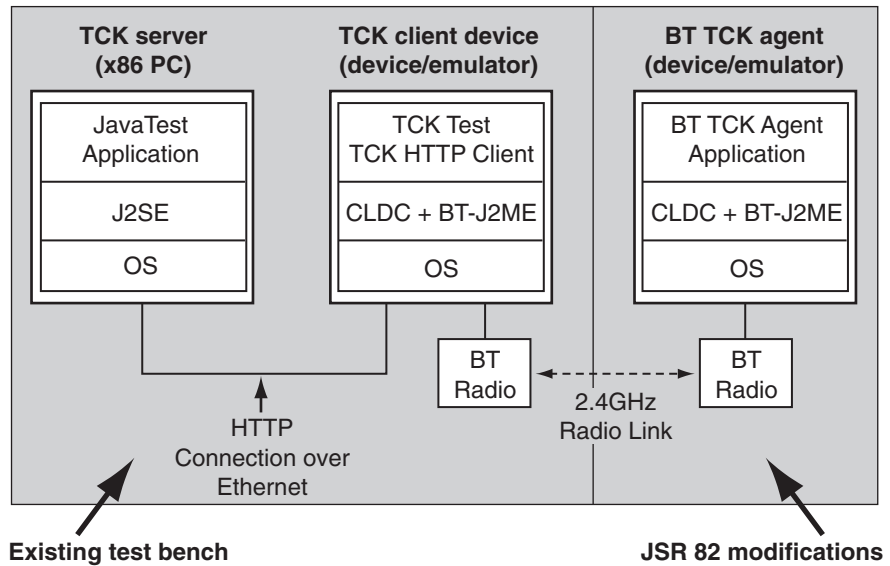 TCK server
(x86 PC)
JavaTest
Application
J2SE
OS
TCK client device
(device/emulator)
TCK Test
TCK HTTP Client
CLDC + BT-J2ME
OS
BT TCK agent
(device/emulator)
BT TCK Agent
Application
CLDC + BT-J2ME
OS
BT
Radio
BT
Radio
2.4GHz
Radio Link
HTTP
Connection over
Ethernet
Existing test bench
JSR 82 modifications